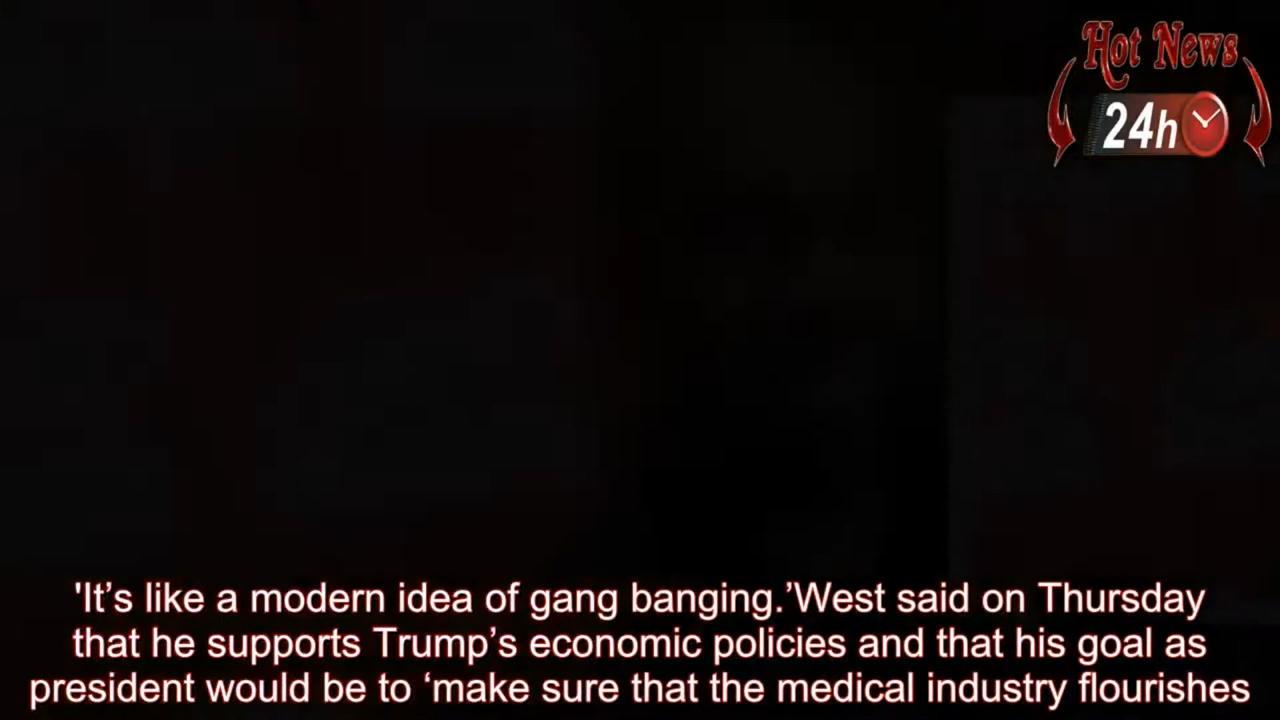 Hot News
24h
'It’s like a modern idea of gang banging.’West said on Thursday
that he supports Trump’s economic policies and that his goal as
president would be to ‘make sure that the medical industry flourishes